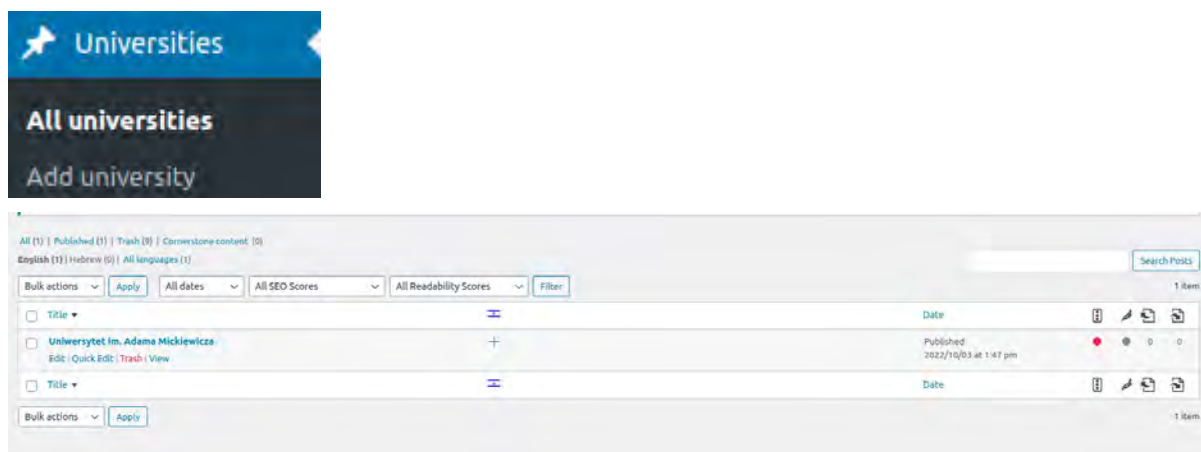 Universities
All universities
Add university
All (1) | Published (1) | Trash (9) | Cornerstone content (0)
English (1) | Hebrew (0) | All languages (1)
Search Posts
Bulk actions Apply All dates All SEO Scores All Readability Scores Filter 1 item
Title Date
Uniwersytet im. Adama Mickiewicza Published 0 0
Edit | Quick Edit | Trash | View 2022/10/03 at 1:47 pm
Title Date
Bulk actions Apply 1 item